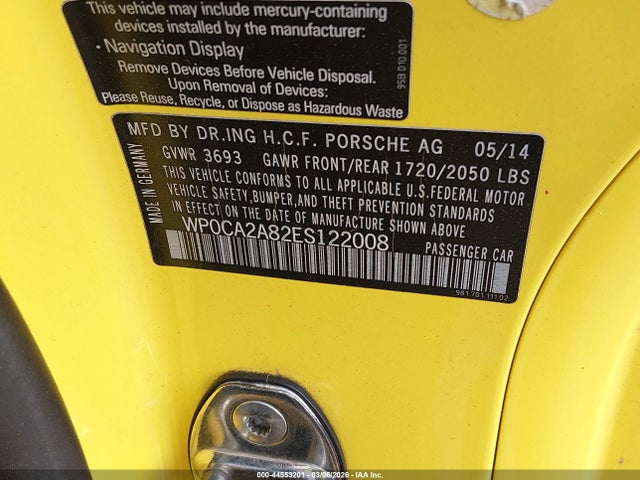 This vehicle may include mercury-containing
devices installed by the manufacturer:
· Navigation Display
Remove Devices Before Vehicle Disposal.
Upon Removal of Devices:
Please Reuse, Recycle, or Dispose as Hazardous Waste
95B 010 001
MFD BY DR.ING H.C.F. PORSCHE AG 05/14
GVWR 3693 GAWR FRONT/REAR 1720/2050 LBS
THIS VEHICLE CONFORMS TO ALL APPLICABLE U.S.FEDERAL MOTOR
VEHICLE SAFETY,BUMPER,AND THEFT PREVENTION STANDARDS
IN EFFECT ON THE DATE OF MANUFACTURE SHOWN ABOVE
WP0CA2A82ES122008 PASSENGER CAR
MADE IN GERMANY
981.701.111.02
000-44553201 - 03/06/2026 - IAAI, Inc.